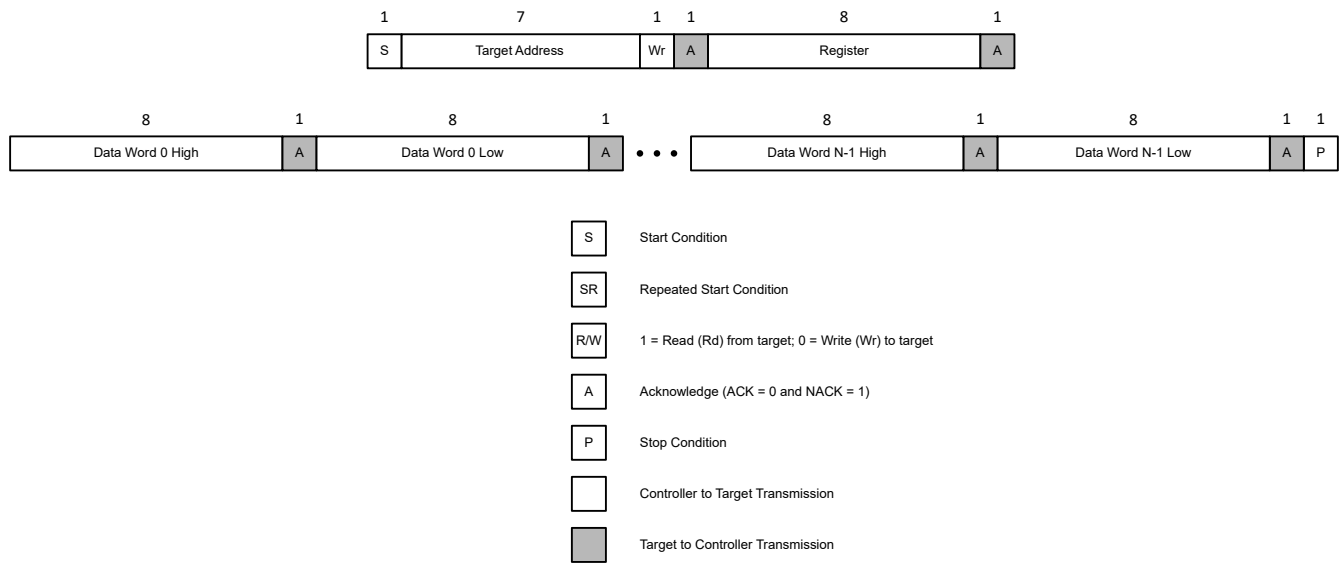 1 7 1 1 8 1
S Target Address Wr A Register A
8 1 8 1 8 1 8 1 1
Data Word 0 High A Data Word 0 Low A • • • Data Word N-1 High A Data Word N-1 Low A P
S Start Condition
SR Repeated Start Condition
R/W 1 = Read (Rd) from target; 0 = Write (Wr) to target
A Acknowledge (ACK = 0 and NACK = 1)
P Stop Condition
Controller to Target Transmission
Target to Controller Transmission